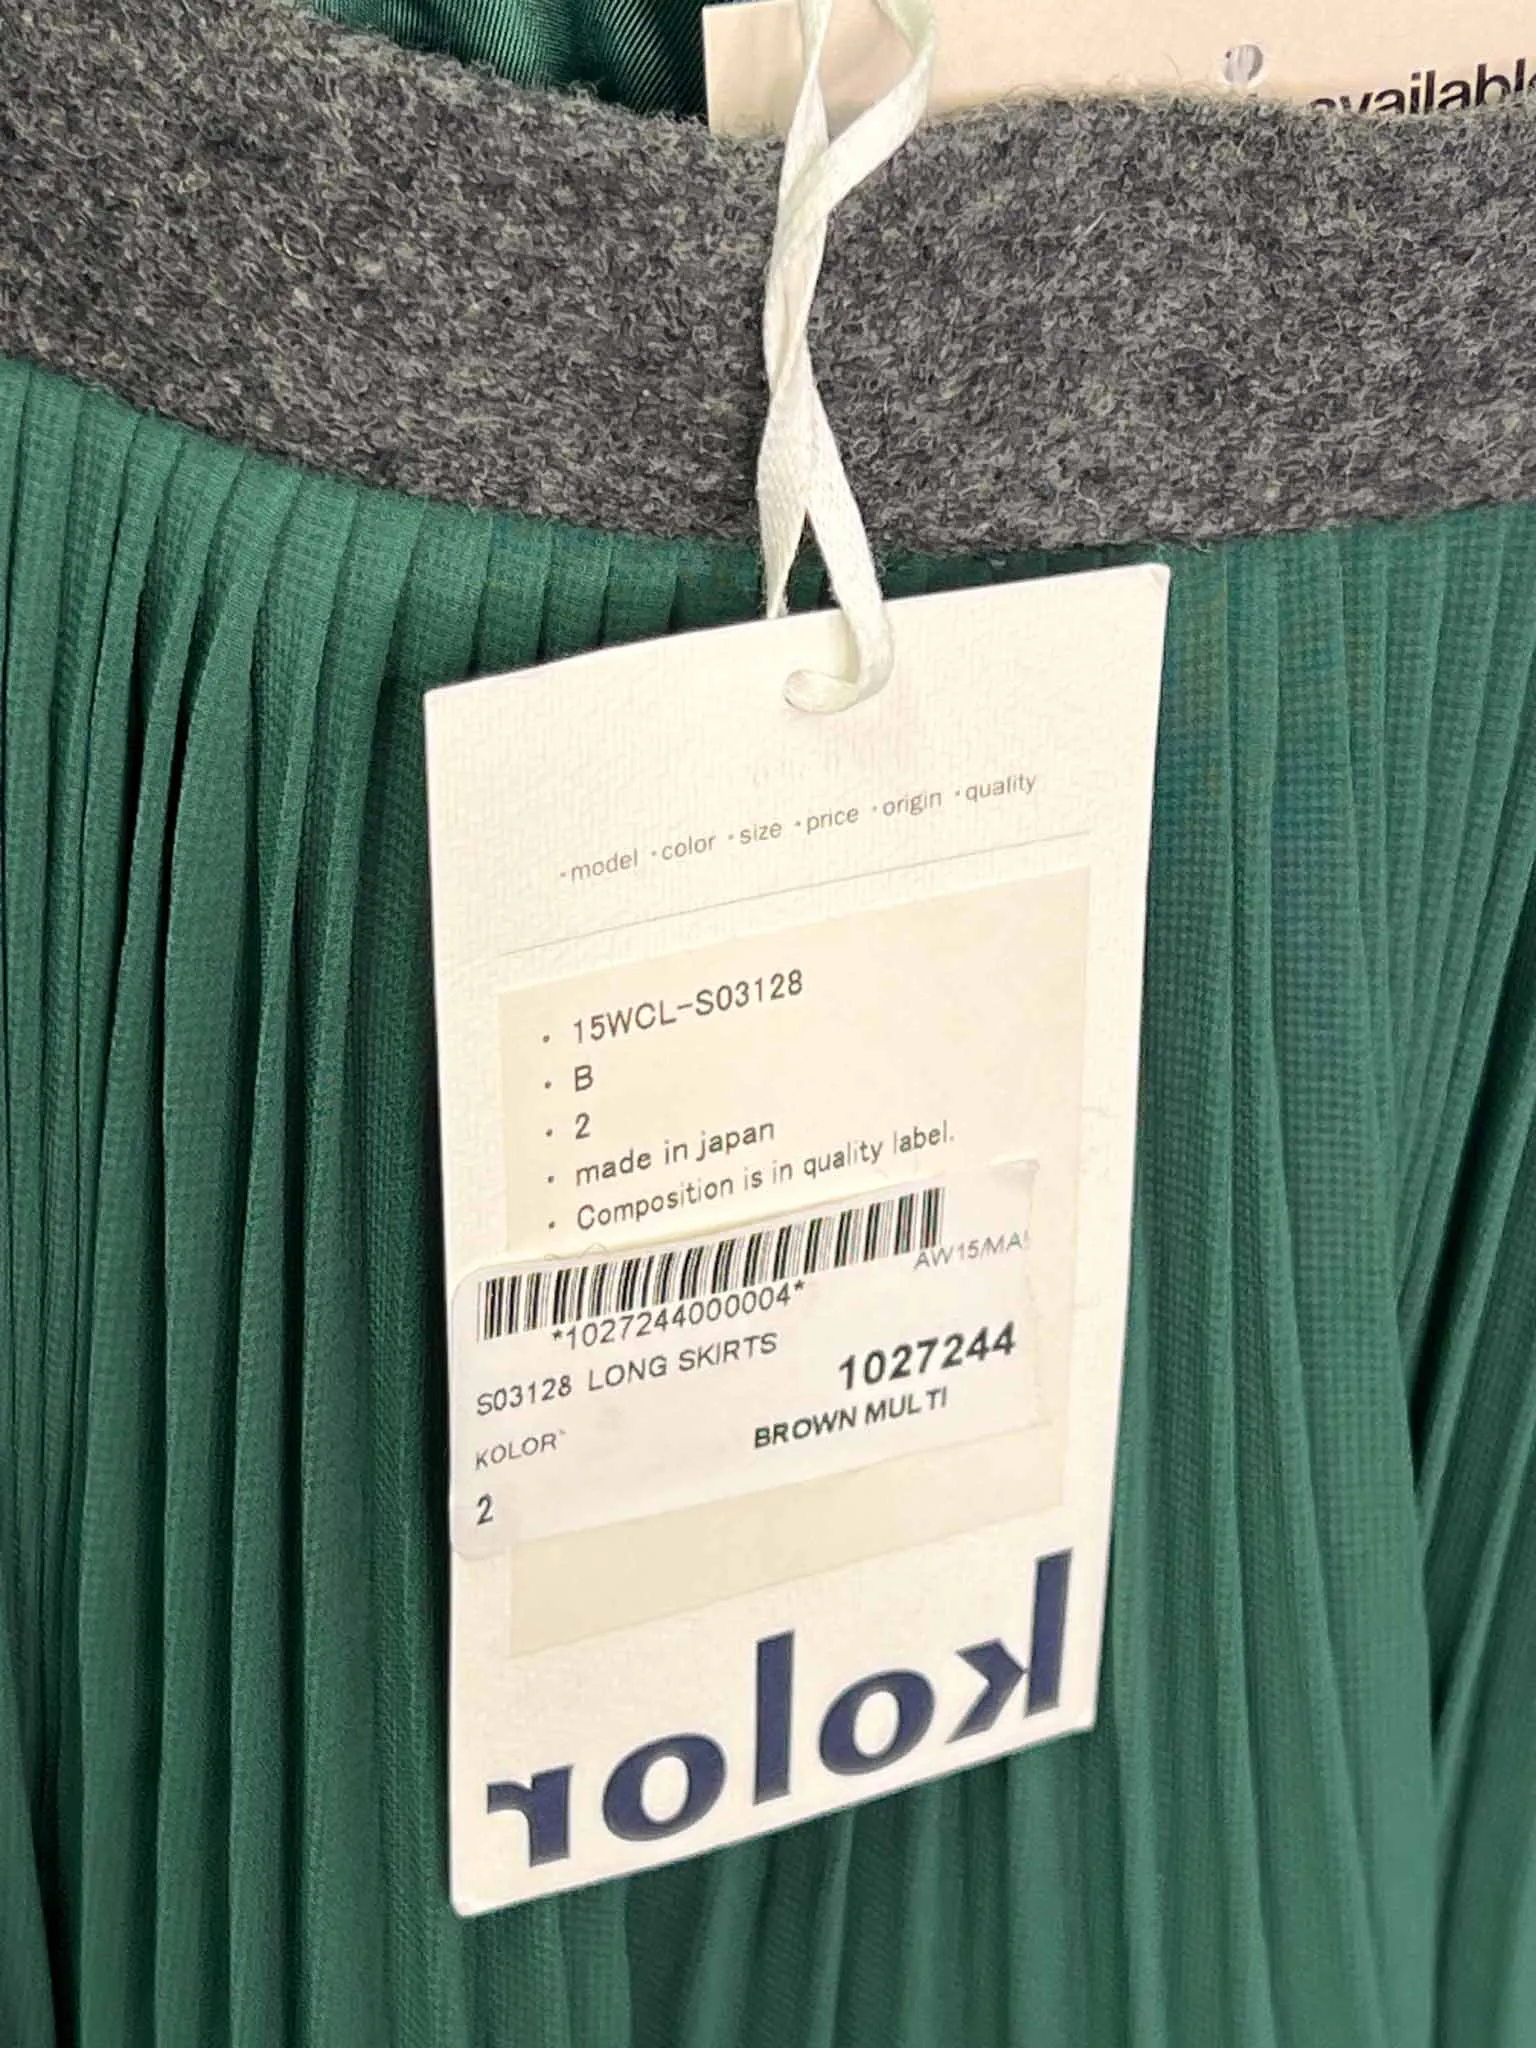 available
·model ·color ·size ·price ·origin ·quality
· 15WCL-S03128
· B
· 2
· made in japan
· Composition is in quality label.
AW15/MA
*1027244000004*
S03128 LONG SKIRTS
1027244
KOLOR
BROWN MULTI
2
kolor